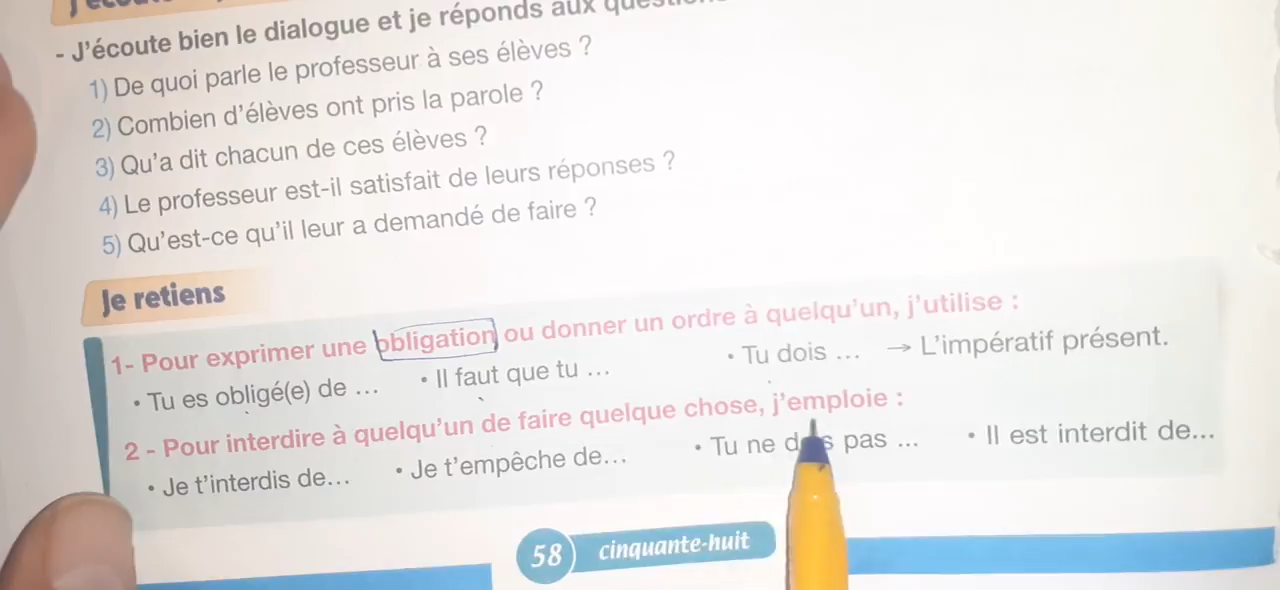 - J'écoute bien le dialogue et je réponds aux
1) De quoi parle le professeur à ses élèves ?
2) Combien d'élèves ont pris la parole ?
3) Qu'a dit chacun de ces élèves ?
4) Le professeur est-il satisfait de leurs réponses ?
5) Qu'est-ce qu'il leur a demandé de faire ?
Je retiens
1- Pour exprimer une obligation ou donner un ordre à quelqu'un, j'utilise :
• Tu es obligé(e) de ... • Il faut que tu ... • Tu dois ... → L'impératif présent.
2 - Pour interdire à quelqu'un de faire quelque chose, j'emploie :
• Je t'interdis de... • Je t'empêche de... • Tu ne dois pas ... • Il est interdit de...
58 cinquante-huit